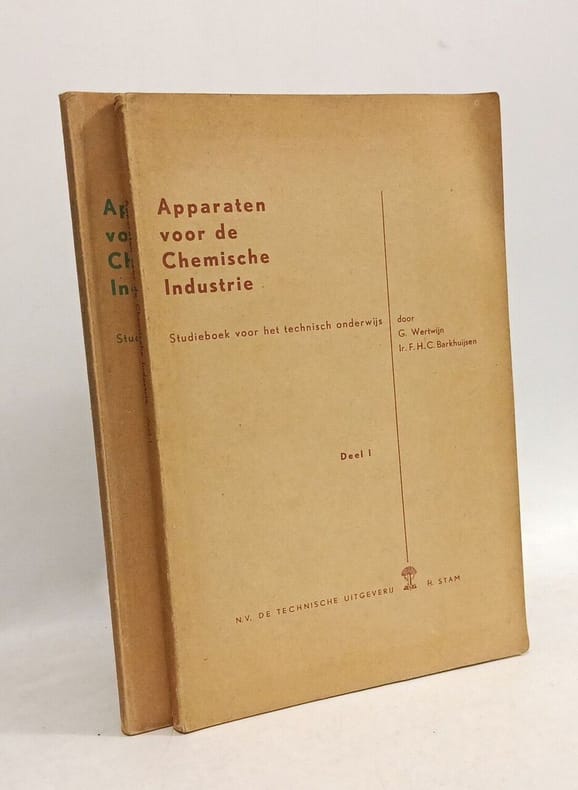 Apparaten
voor de
Chemische
Industrie
Studieboek voor het technisch onderwijs
door
G. Wertwijn
Ir. F. H. C. Barkhuijsen
Deel I
N.V. DE TECHNISCHE UITGEVERIJ H. STAM
Ap
vo
Ch
In
Stud